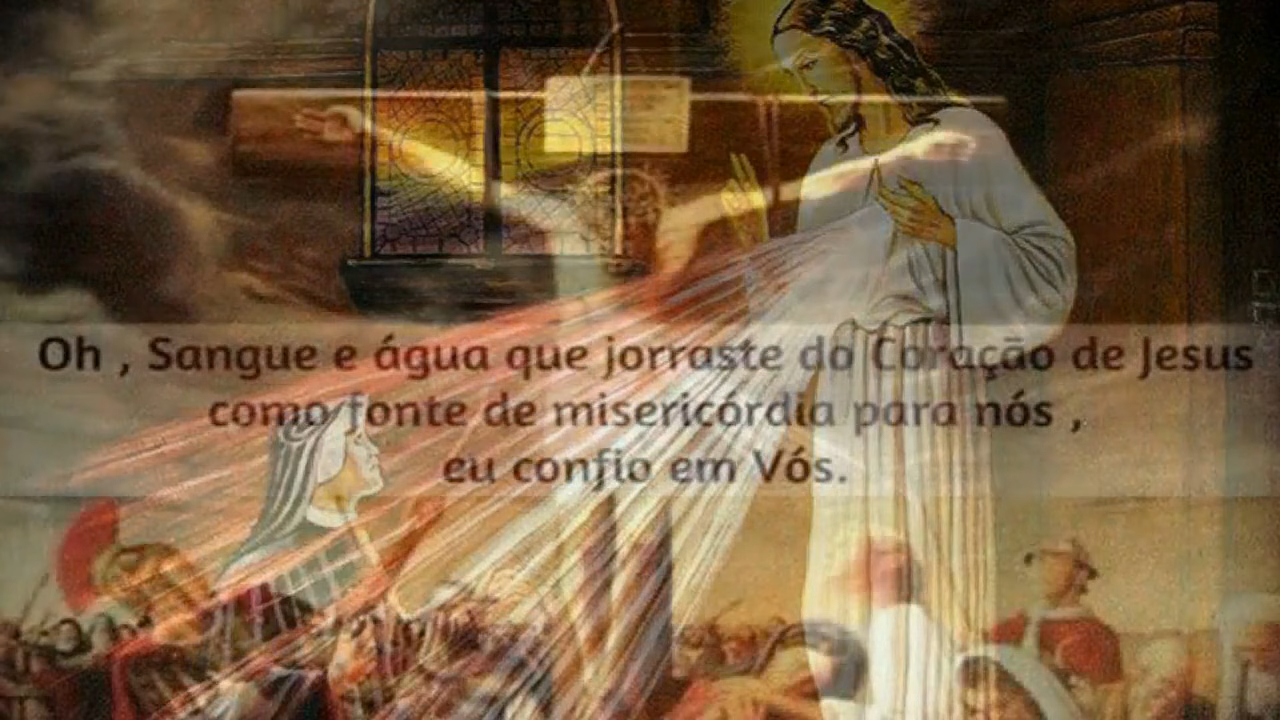 Oh , Sangue e água que jorraste do Coração de Jesus
como fonte de misericórdia para nós ,
eu confio em Vós.